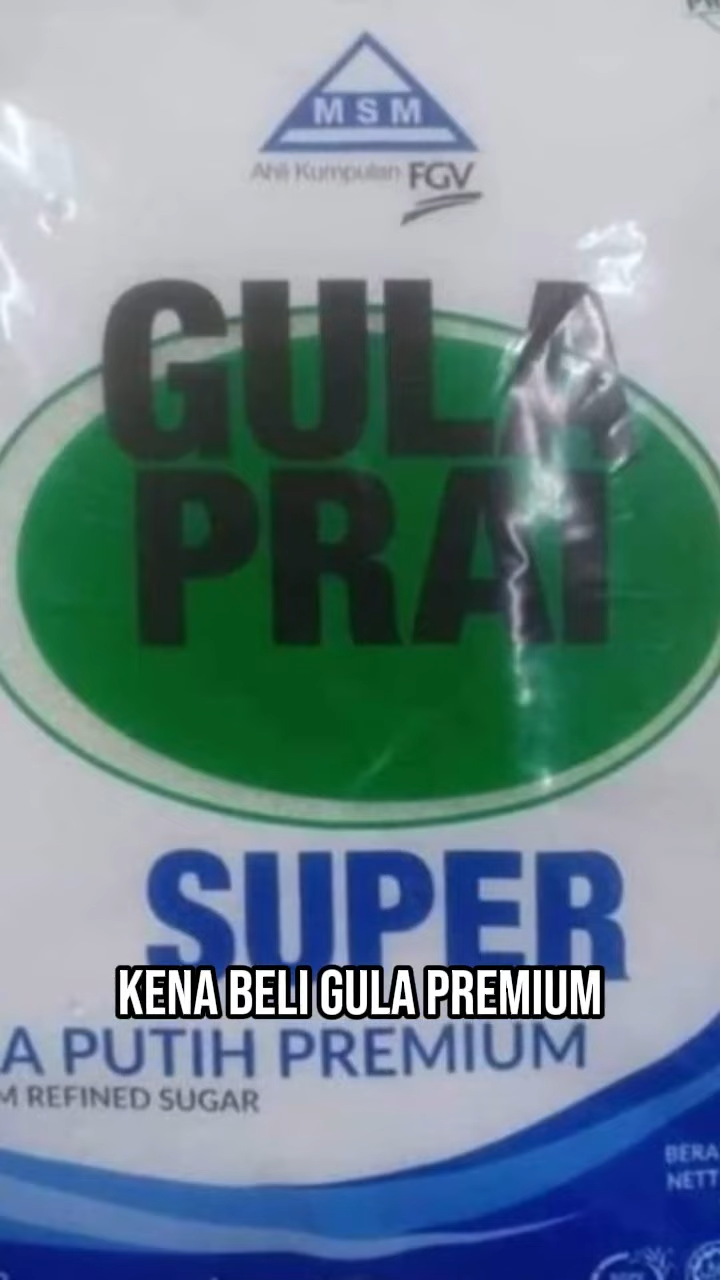 MSM
Ahli Kumpulan FGV
GULA
PRAI
SUPER
KENA BELI GULA PREMIUM
A PUTIH PREMIUM
M REFINED SUGAR
BERA
NETT